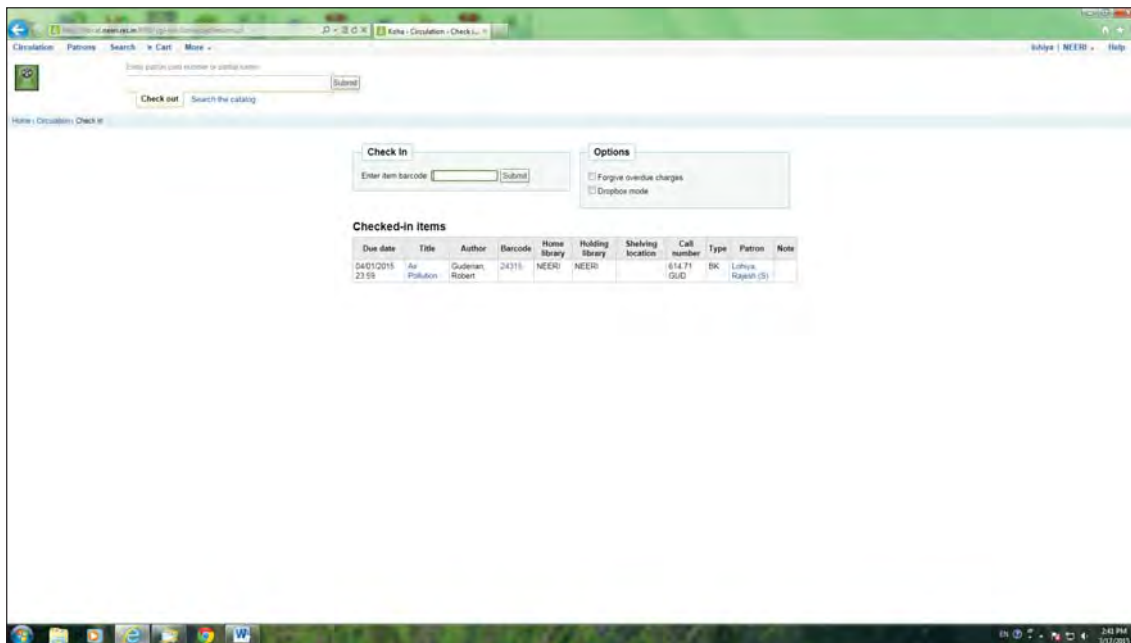 Koha › Circulation › Check i...
Circulation Patrons Search Cart More
NEERI Help
Enter patron card number or partial name:
Submit
Check out Search the catalog
Home › Circulation › Check in
Check In
Enter item barcode: Submit
Options
Forgive overdue charges
Dropbox mode
Checked-in items
Due date Title Author Barcode Home library Holding library Shelving location Call number Type Patron Note
04/01/2015 23:59 Air Pollution Guderian, Robert 24315 NEERI NEERI 614.71 GUD BK Lohiya, Rajesh (S)
EN 2:41 PM